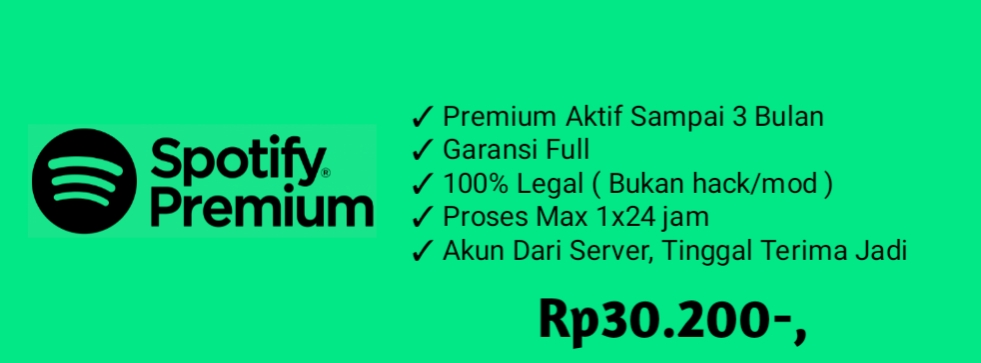 Spotify®
Premium
✓ Premium Aktif Sampai 3 Bulan
✓ Garansi Full
✓ 100% Legal ( Bukan hack/mod )
✓ Proses Max 1x24 jam
✓ Akun Dari Server, Tinggal Terima Jadi
Rp30.200-,